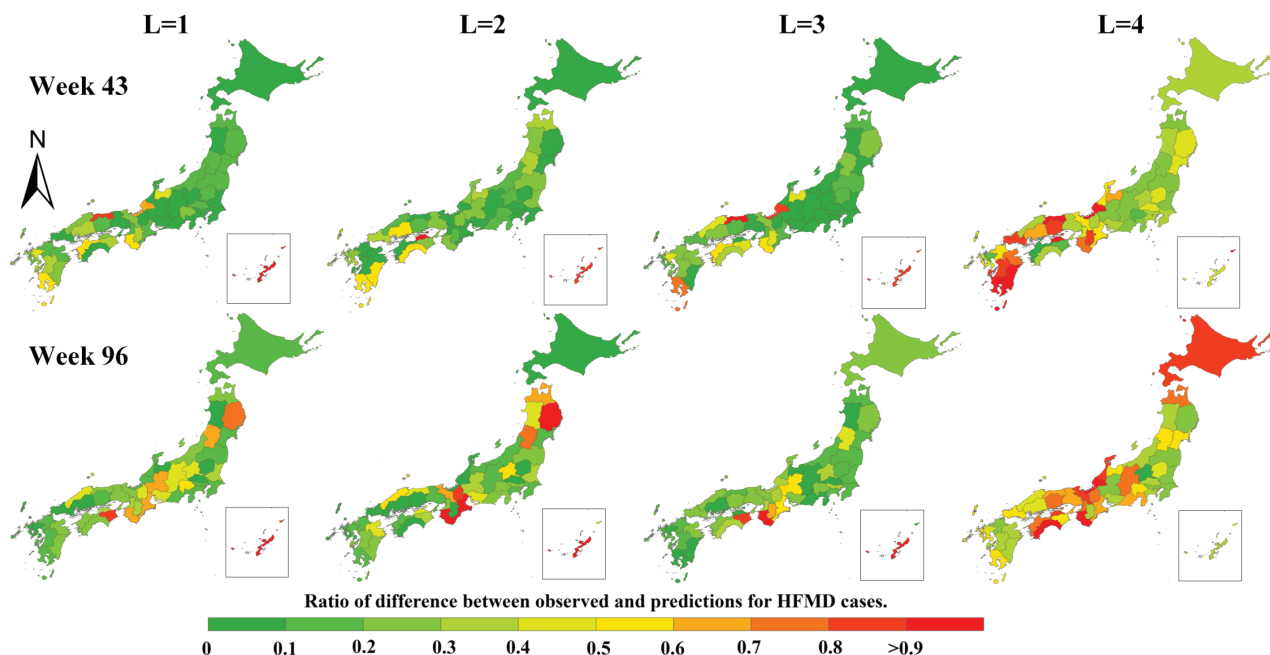 L=1 L=2 L=3 L=4
Week 43
N
Week 96
Ratio of difference between observed and predictions for HFMD cases.
0 0.1 0.2 0.3 0.4 0.5 0.6 0.7 0.8 >0.9